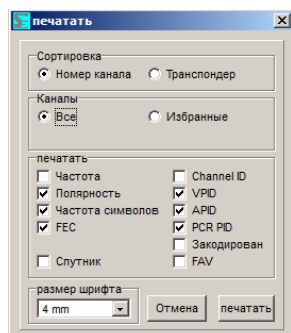 печатать
Сортировка
Номер канала Транспондер
Каналы
Все Избранные
печатать
Частота Channel ID
Полярность VPID
Частота символов APID
FEC PCR PID
Закодирован
Спутник FAV
размер шрифта
4 mm Отмена печатать